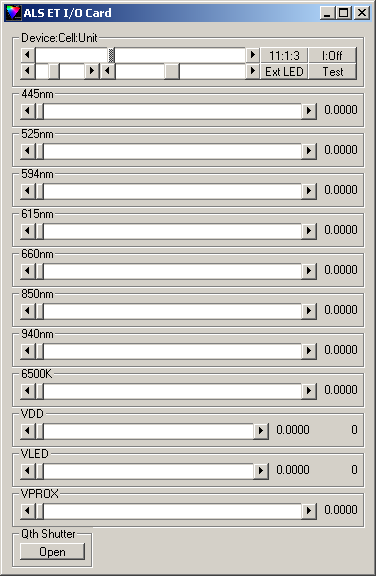 ALS ET I/O Card
Device:Cell:Unit
11:1:3 I:Off
Ext LED Test
445nm
0.0000
525nm
0.0000
594nm
0.0000
615nm
0.0000
660nm
0.0000
850nm
0.0000
940nm
0.0000
6500K
0.0000
VDD
0.0000 0
VLED
0.0000 0
VPROX
0.0000
Qth Shutter
Open